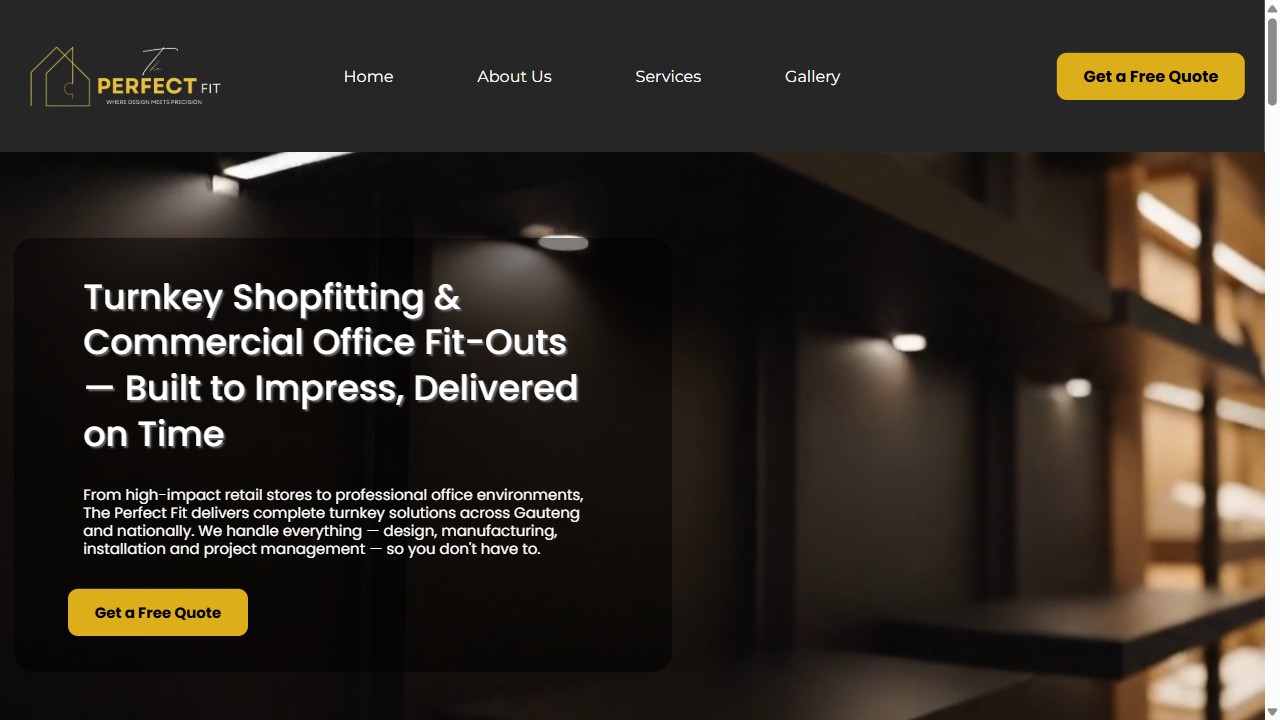 The
PERFECT FIT
WHERE DESIGN MEETS PRECISION
Home
About Us
Services
Gallery
Get a Free Quote
Turnkey Shopfitting &
Commercial Office Fit-Outs
— Built to Impress, Delivered
on Time
From high-impact retail stores to professional office environments,
The Perfect Fit delivers complete turnkey solutions across Gauteng
and nationally. We handle everything — design, manufacturing,
installation and project management — so you don't have to.
Get a Free Quote